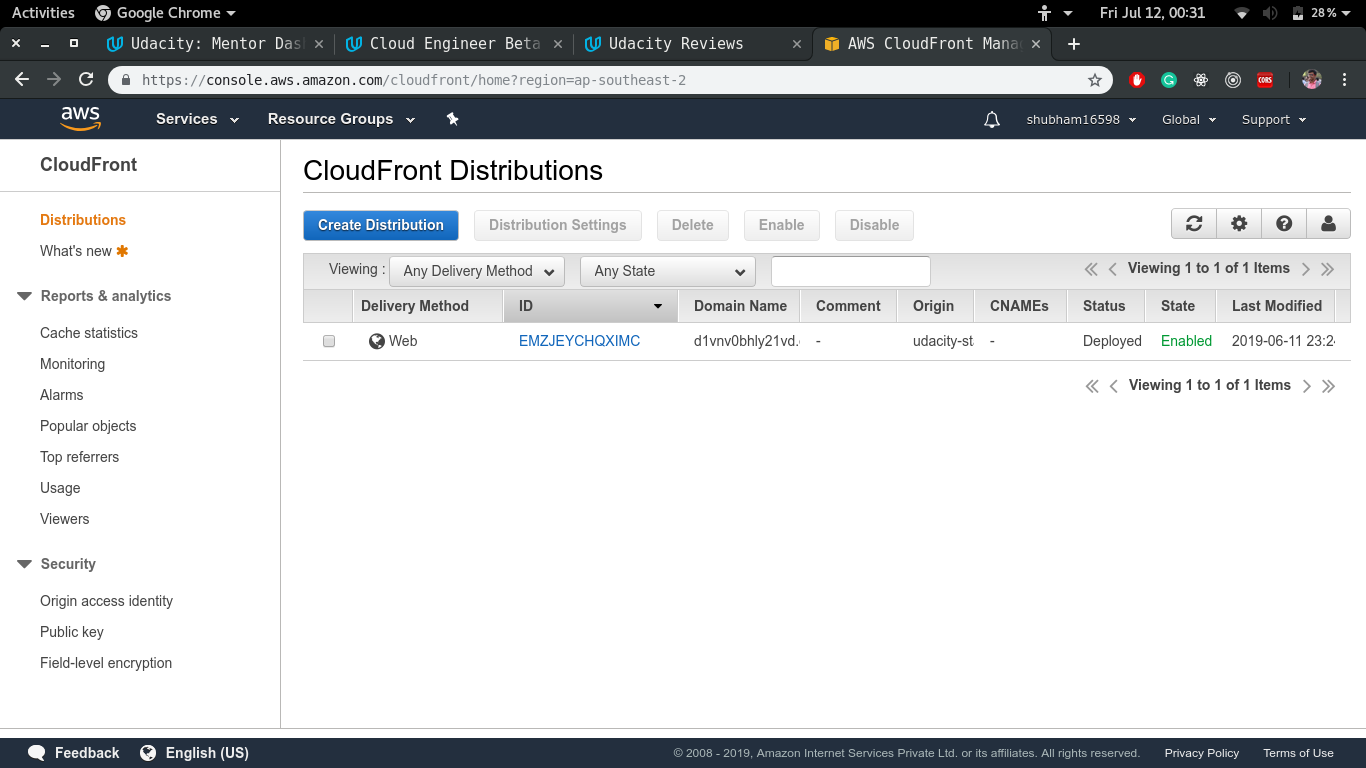 Activities Google Chrome Fri Jul 12, 00:31 28%
Udacity: Mentor Das Cloud Engineer Beta Udacity Reviews AWS CloudFront Mana
https://console.aws.amazon.com/cloudfront/home?region=ap-southeast-2 CORS
aws Services Resource Groups shubham16598 Global Support
CloudFront
Distributions
What's new
Reports & analytics
Cache statistics
Monitoring
Alarms
Popular objects
Top referrers
Usage
Viewers
Security
Origin access identity
Public key
Field-level encryption
CloudFront Distributions
Create Distribution Distribution Settings Delete Enable Disable
Viewing : Any Delivery Method Any State Viewing 1 to 1 of 1 Items
Delivery Method ID Domain Name Comment Origin CNAMEs Status State Last Modified
Web EMZJEYCHQXIMC d1vnv0bhly21vd. - udacity-st - Deployed Enabled 2019-06-11 23:2
Viewing 1 to 1 of 1 Items
Feedback English (US) © 2008 - 2019, Amazon Internet Services Private Ltd. or its affiliates. All rights reserved. Privacy Policy Terms of Use